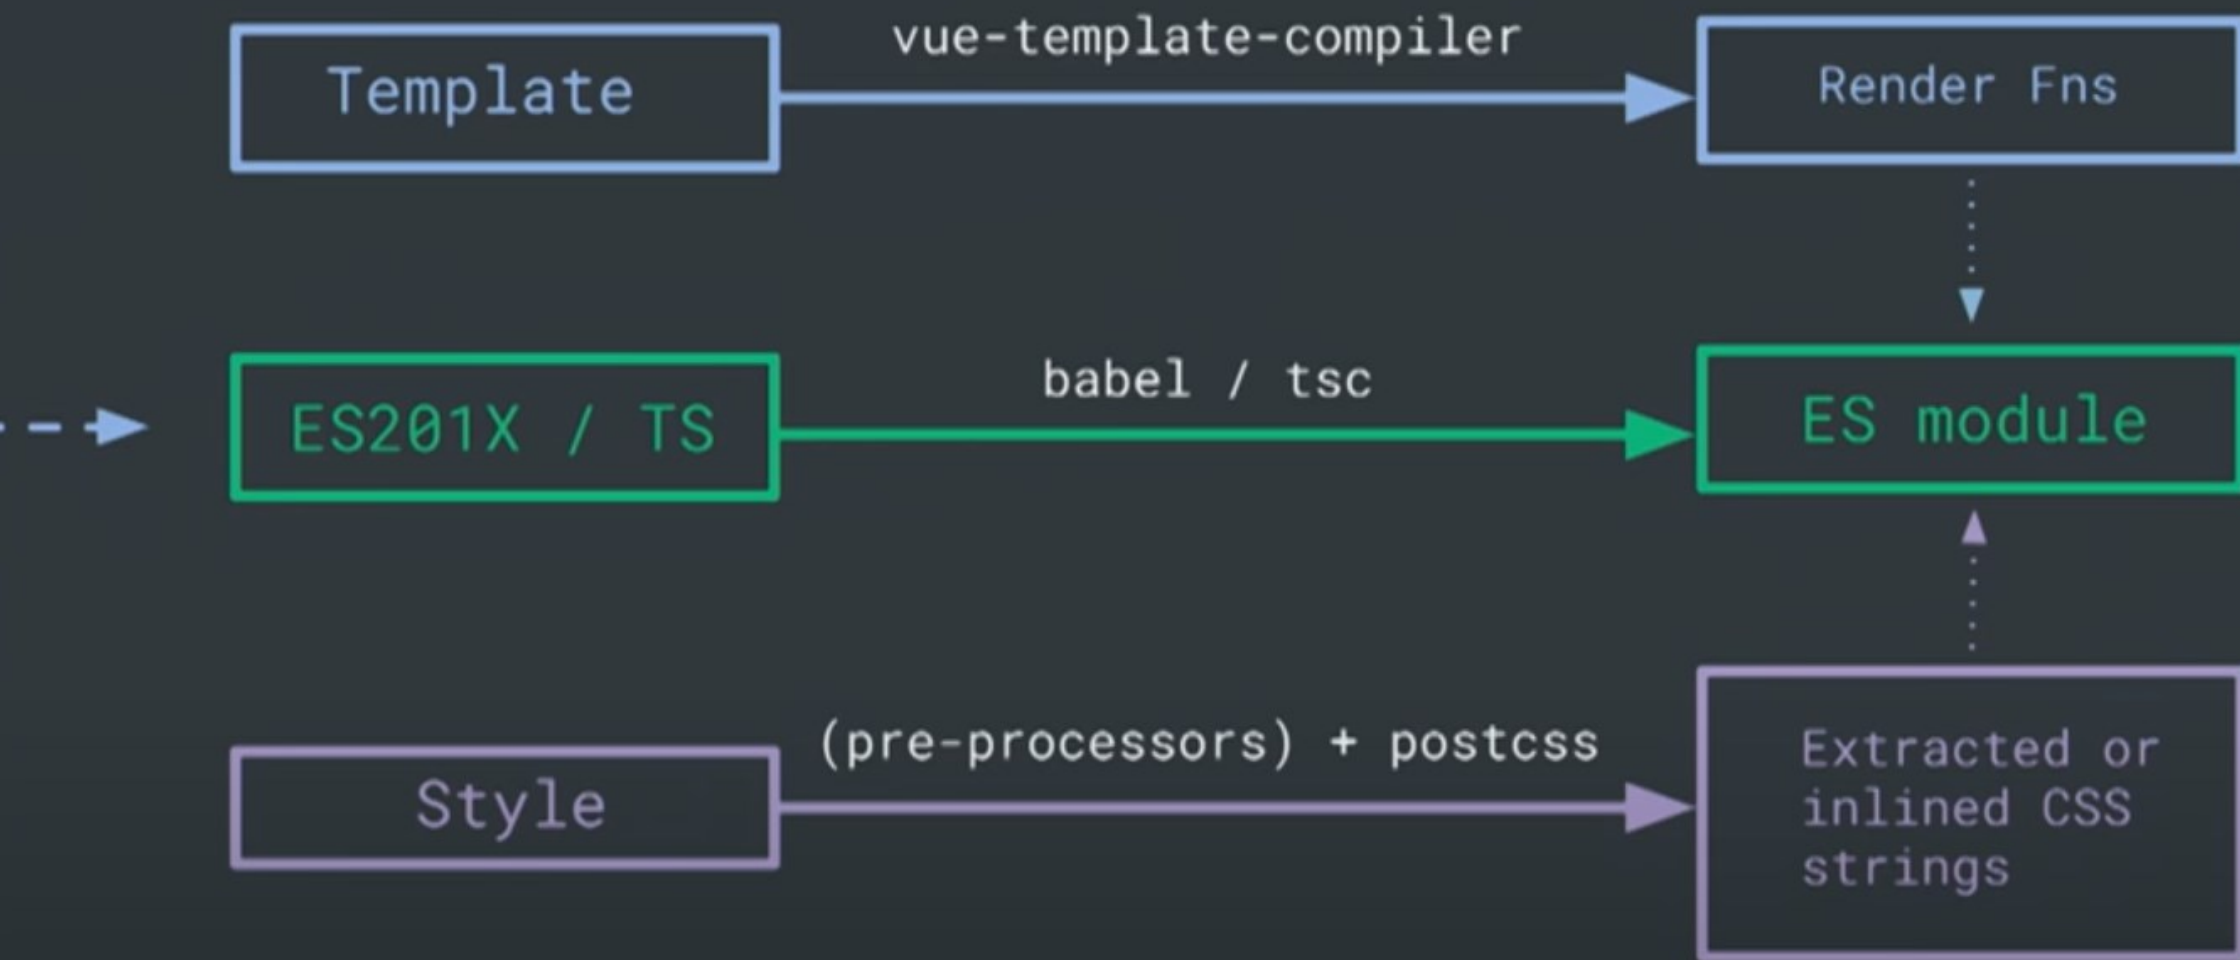 Template
vue-template-compiler
Render Fns
ES201X / TS
babel / tsc
ES module
Style
(pre-processors) + postcss
Extracted or
inlined CSS
strings